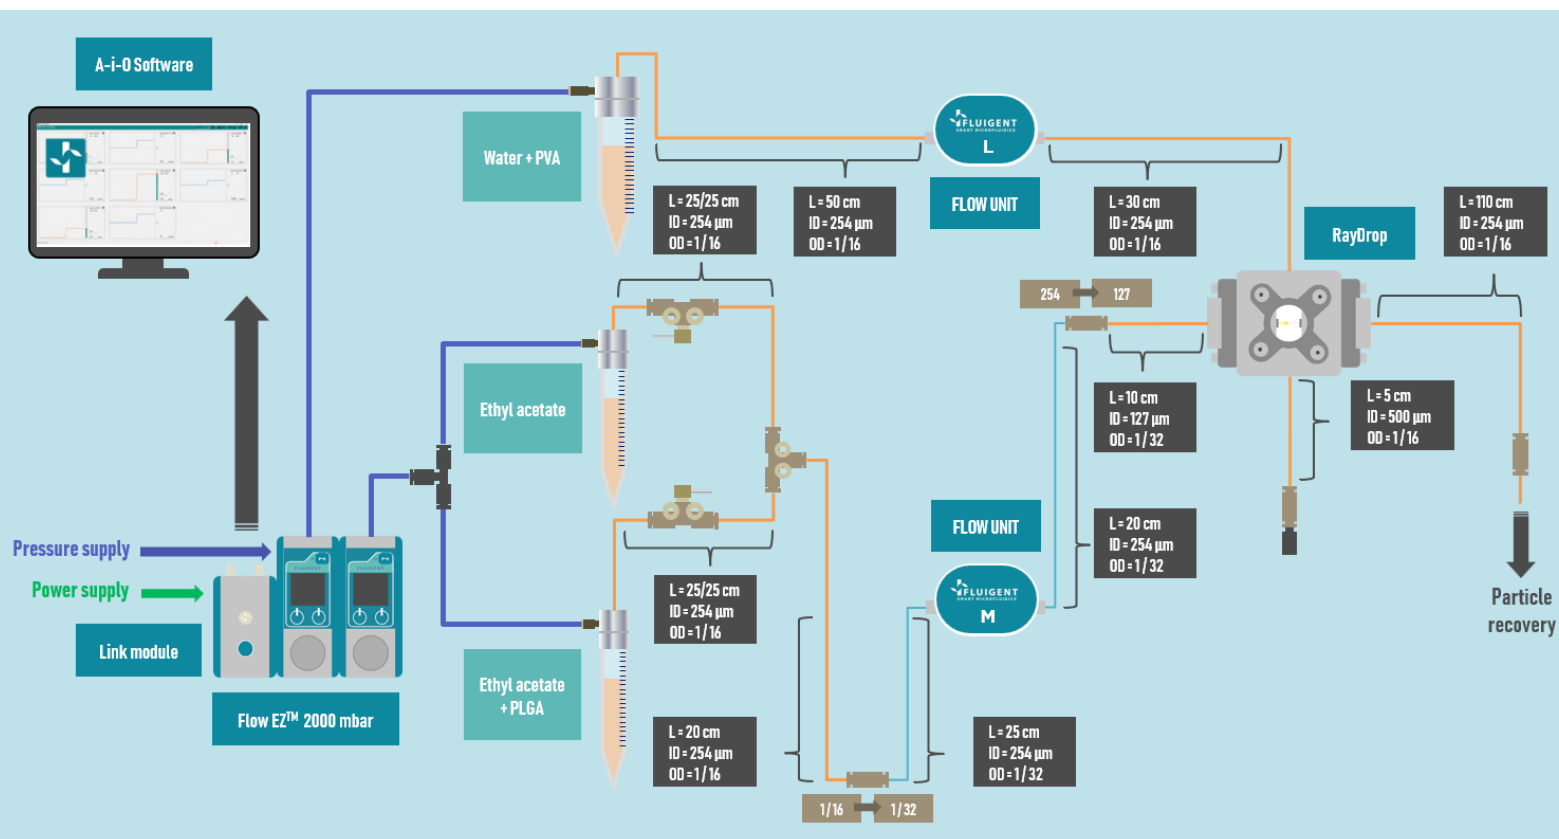 A-i-O Software
Water + PVA
FLUIGENT
SMART MICROFLUIDICS
L
FLOW UNIT
L = 25/25 cm
ID = 254 µm
OD = 1/16
L = 50 cm
ID = 254 µm
OD = 1/16
L = 30 cm
ID = 254 µm
OD = 1/16
RayDrop
L = 110 cm
ID = 254 µm
OD = 1/16
254
127
Ethyl acetate
L = 10 cm
ID = 127 µm
OD = 1/32
L = 5 cm
ID = 500 µm
OD = 1/16
FLOW UNIT
L = 20 cm
ID = 254 µm
OD = 1/32
Pressure supply
Power supply
FLUIGENT
FLUIGENT
Link module
Flow EZ™ 2000 mbar
L = 25/25 cm
ID = 254 µm
OD = 1/16
FLUIGENT
SMART MICROFLUIDICS
M
Particle
recovery
Ethyl acetate
+ PLGA
L = 20 cm
ID = 254 µm
OD = 1/16
L = 25 cm
ID = 254 µm
OD = 1/32
1/16
1/32